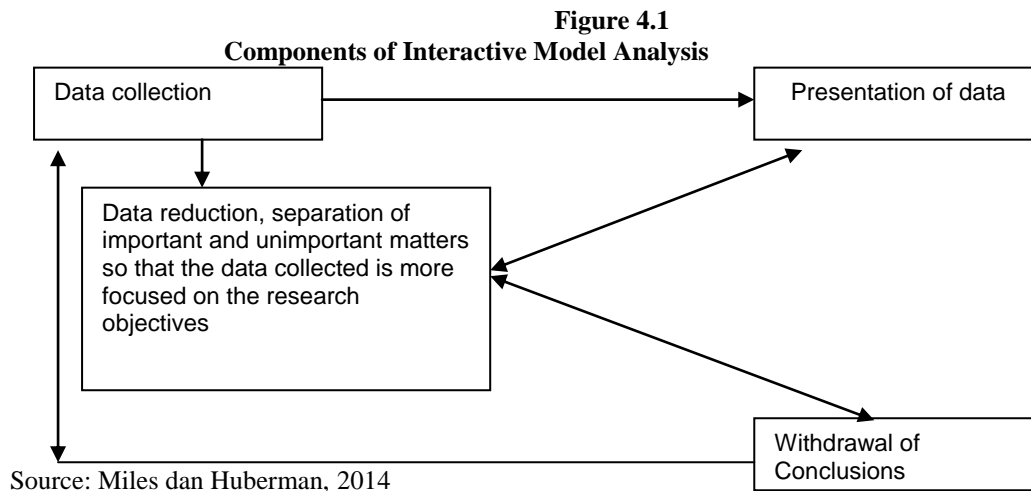 Figure 4.1
Components of Interactive Model Analysis
Data collection
Presentation of data
Data reduction, separation of
important and unimportant matters
so that the data collected is more
focused on the research
objectives
Withdrawal of
Conclusions
Source: Miles dan Huberman, 2014